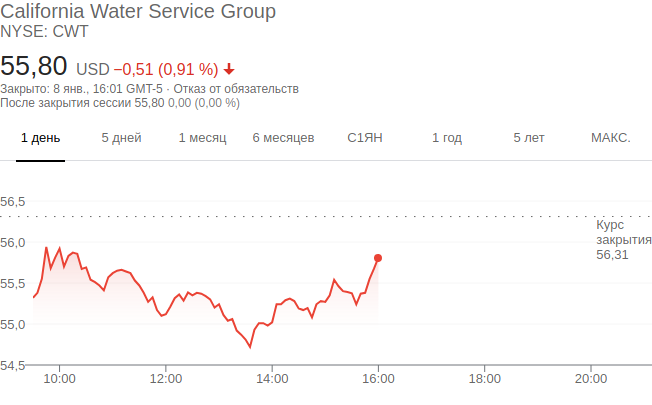 California Water Service Group
NYSE: CWT
55,80 USD −0,51 (0,91 %)
Закрыто: 8 янв., 16:01 GMT-5 · Отказ от обязательств
После закрытия сессии 55,80 0,00 (0,00 %)
1 день 5 дней 1 месяц 6 месяцев С1ЯН 1 год 5 лет МАКС.
56,5
56,0
55,5
55,0
54,5
Курс
закрытия
56,31
10:00 12:00 14:00 16:00 18:00 20:00